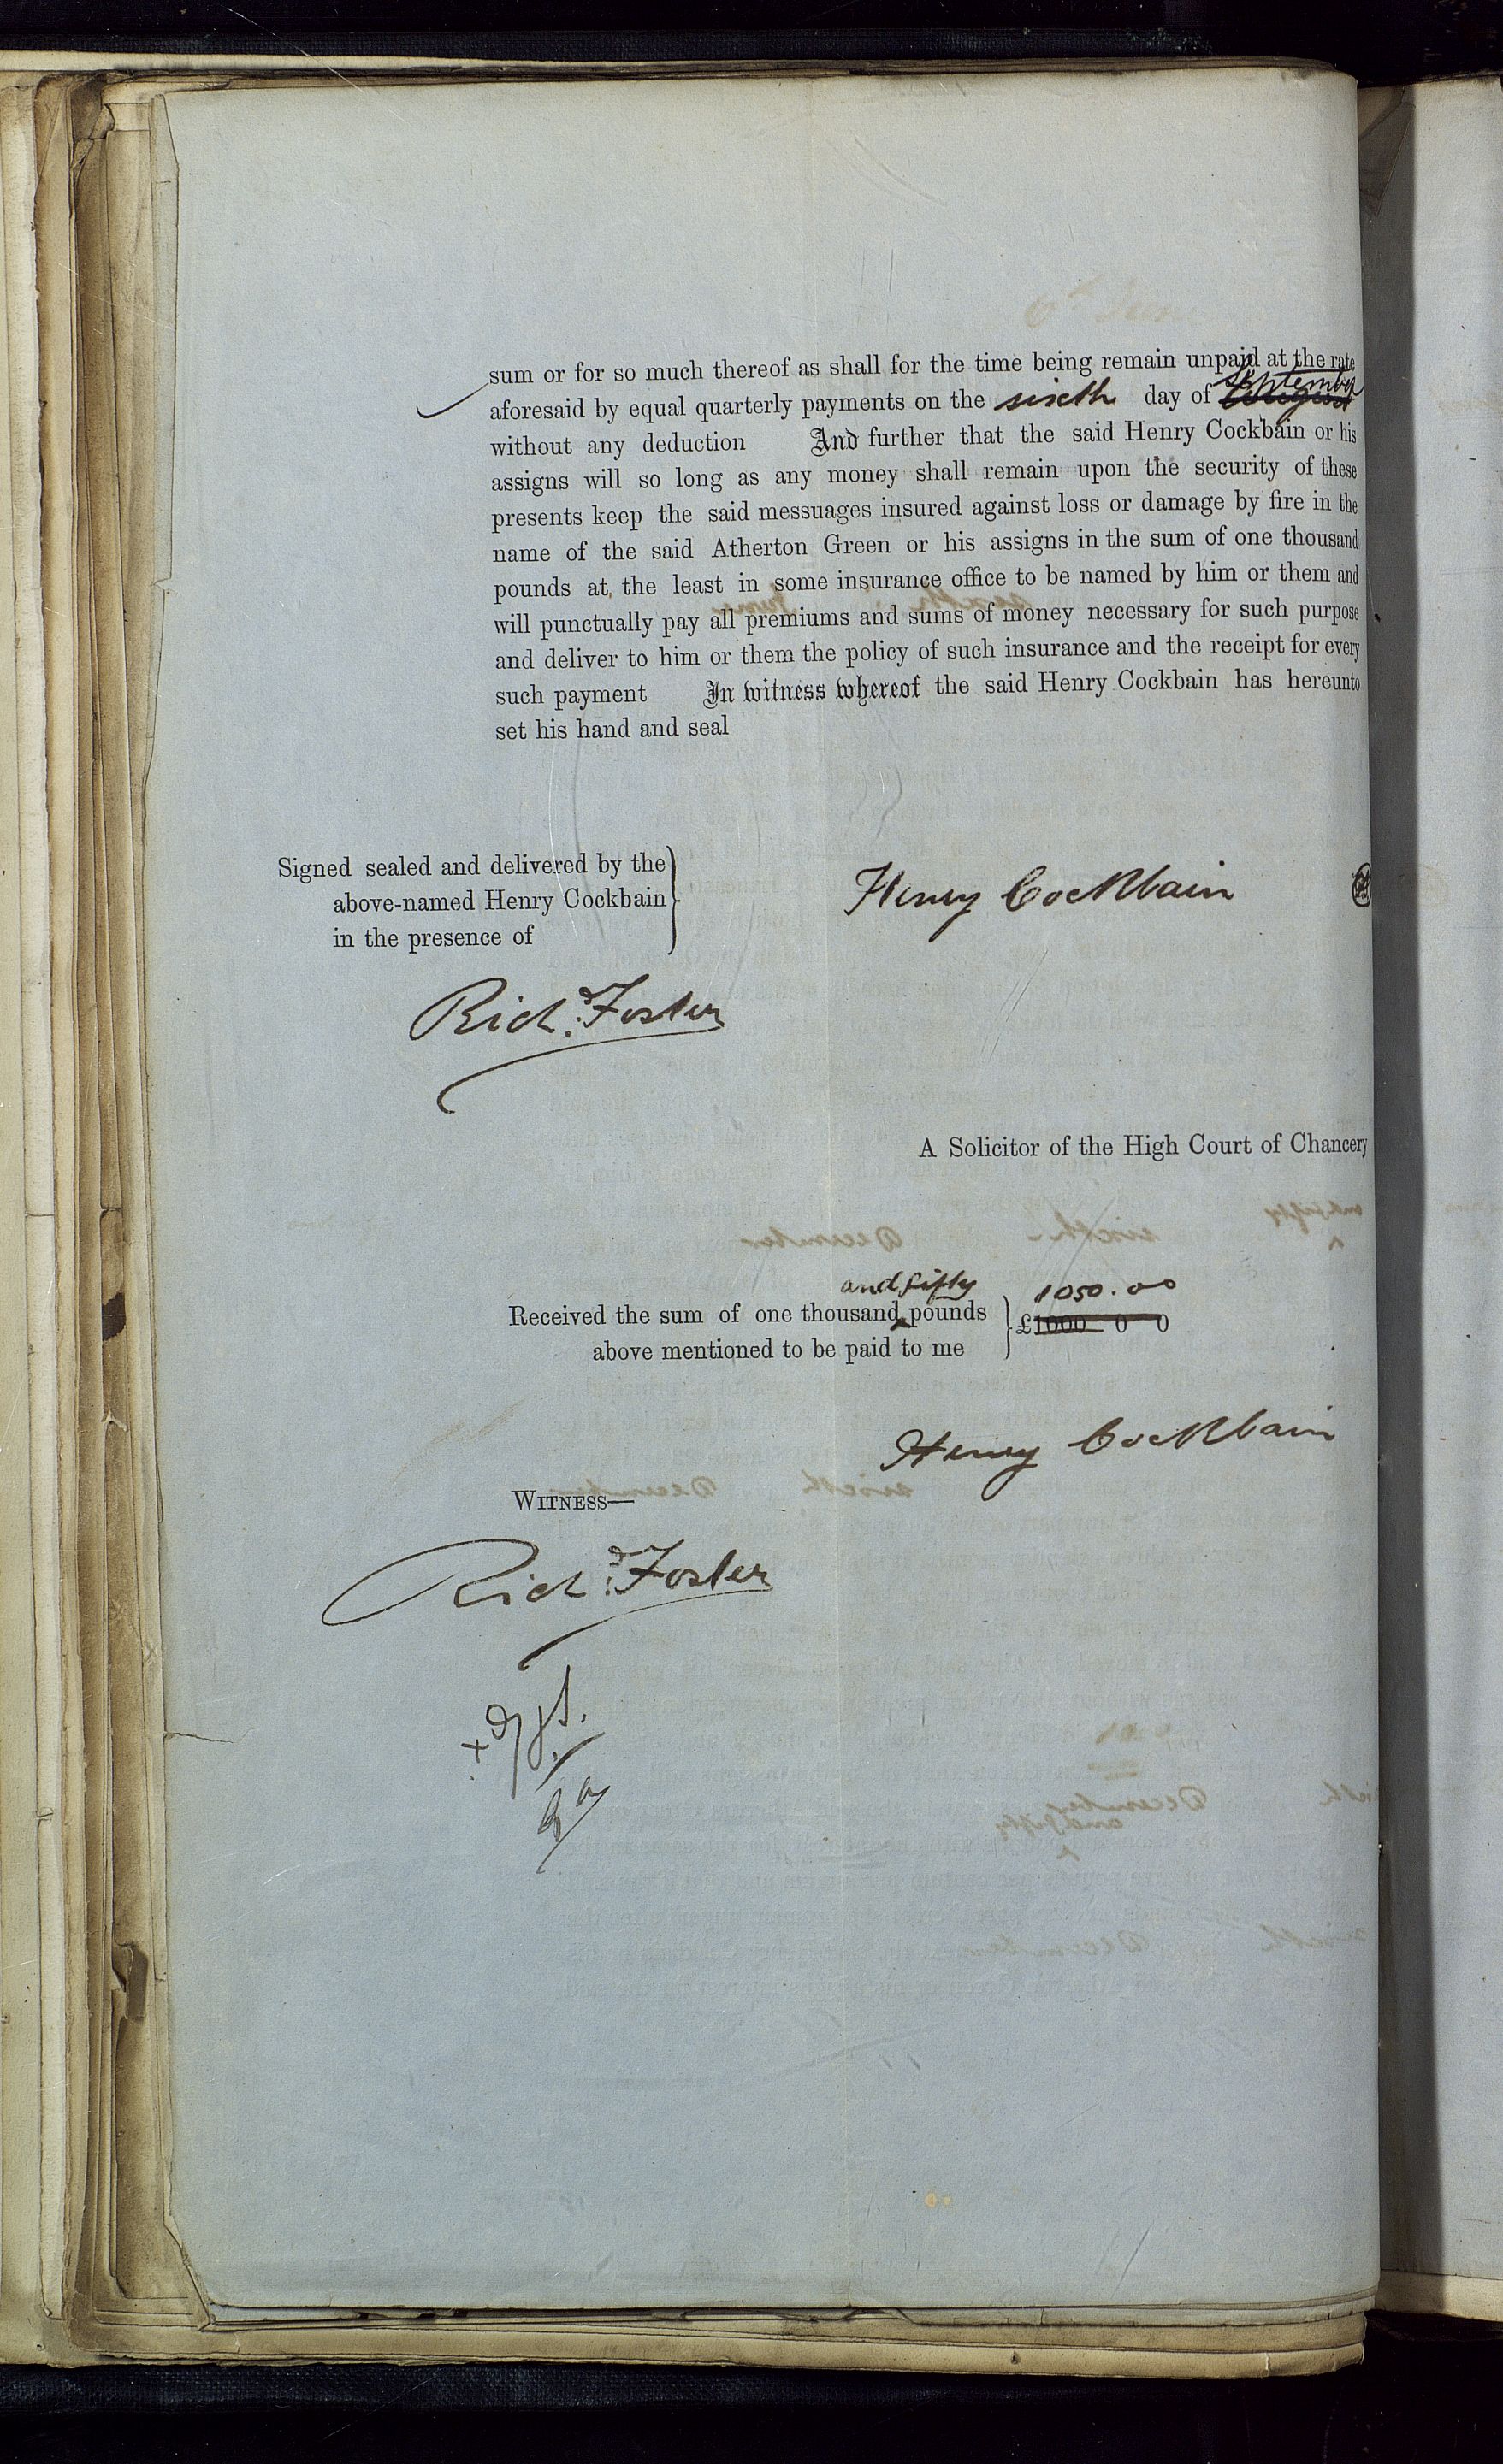 sum or for so much thereof as shall for the time being remain unpaid at the rate
September
aforesaid by equal quarterly payments on the sixth day of August
without any deduction And further that the said Henry Cockbain or his
assigns will so long as any money shall remain upon the security of these
presents keep the said messuages insured against loss or damage by fire in the
name of the said Atherton Green or his assigns in the sum of one thousand
pounds at the least in some insurance office to be named by him or them and
will punctually pay all premiums and sums of money necessary for such purpose
and deliver to him or them the policy of such insurance and the receipt for every
such payment In witness whereof the said Henry Cockbain has hereunto
set his hand and seal
Signed sealed and delivered by the
above-named Henry Cockbain
in the presence of
Henry Cockbain
Richd. Foster
A Solicitor of the High Court of Chancery
and fifty 1050.00
Received the sum of one thousand pounds £1000 0 0
above mentioned to be paid to me
Henry Cockbain
WITNESS—
Richd. Foster